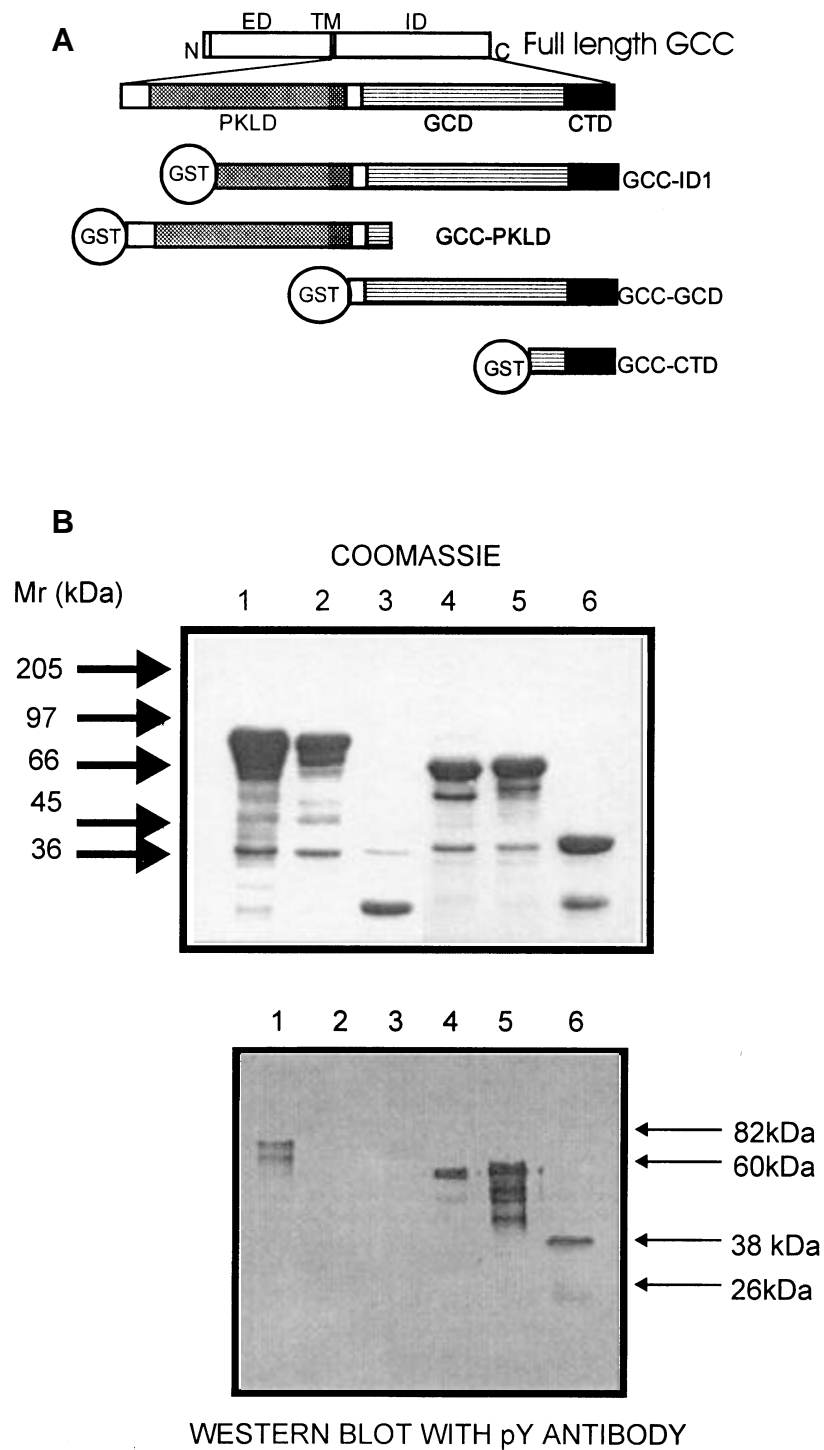 A
ED TM ID
N C Full length GCC
PKLD GCD CTD
GST GCC-ID1
GST GCC-PKLD
GST GCC-GCD
GST GCC-CTD
B
COOMASSIE
Mr (kDa) 1 2 3 4 5 6
205
97
66
45
36
1 2 3 4 5 6
82kDa
60kDa
38 kDa
26kDa
WESTERN BLOT WITH pY ANTIBODY